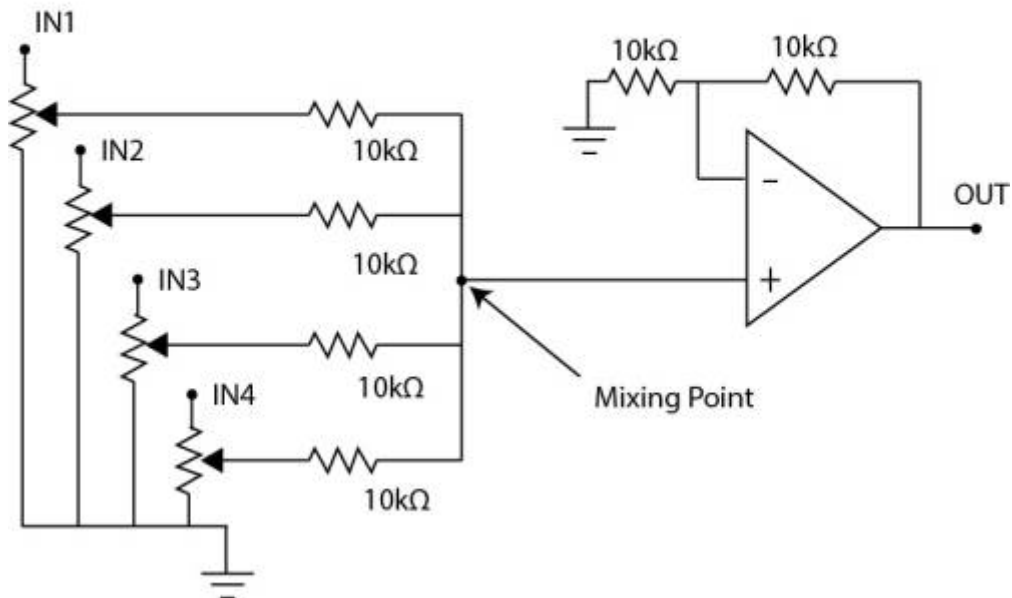 IN1
10kΩ
10kΩ
10kΩ
IN2
-
OUT
10kΩ
IN3
+
10kΩ
Mixing Point
IN4
10kΩ